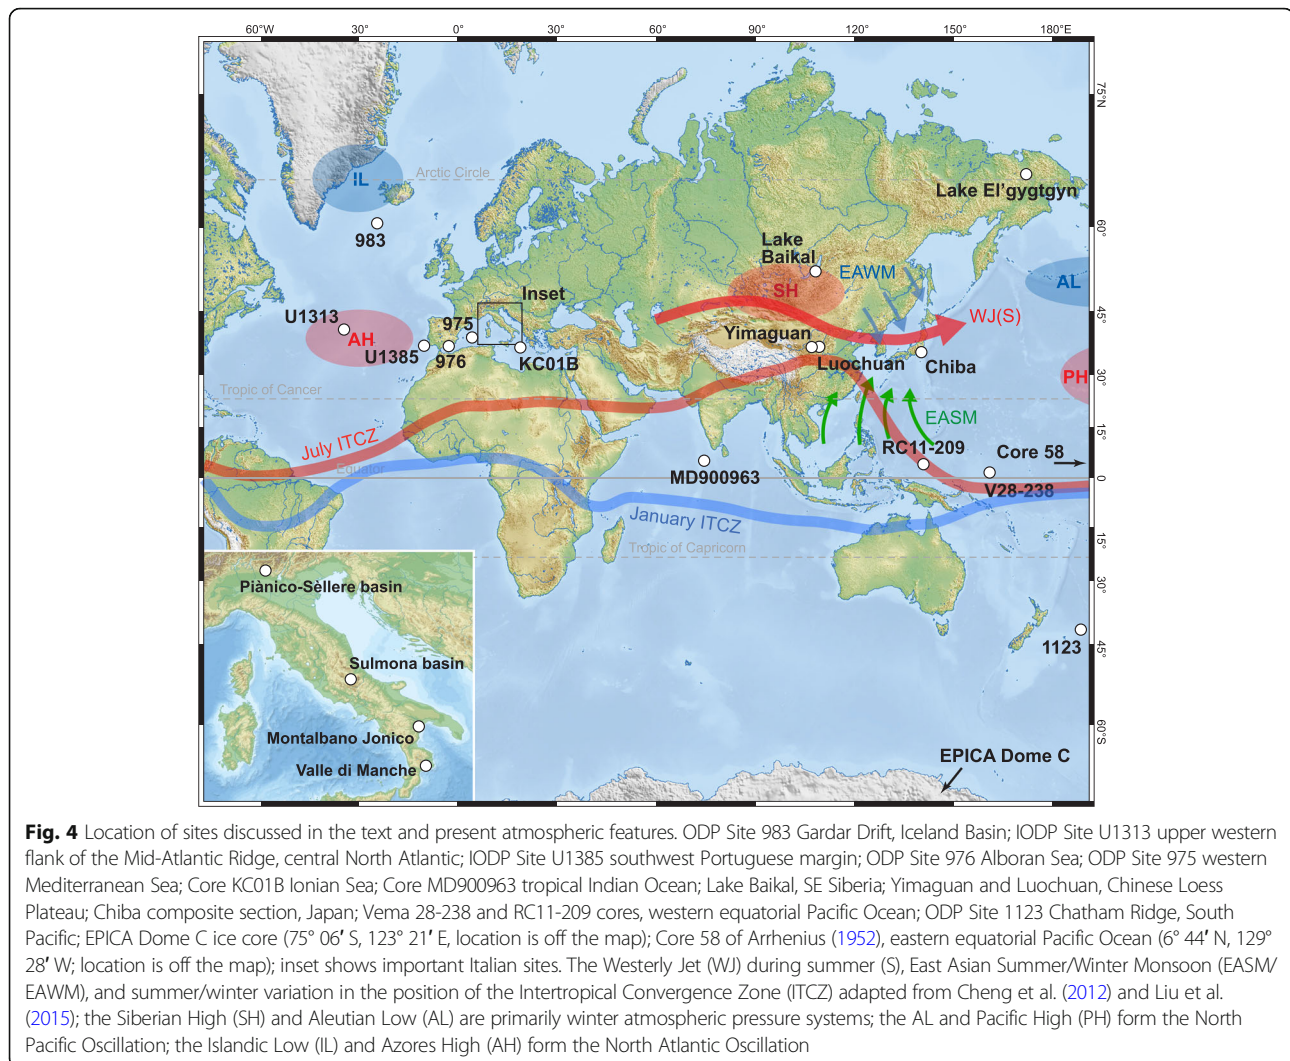 60°W 30° 0° 30° 60° 90° 120° 150° 180°E
75°N
Arctic Circle
IL
Lake El’gygtgyn
983
60°
Lake
Baikal
EAWM
SH
AL
Inset
U1313
975
45°
WJ(S)
AH
Yimaguan
U1385
976
KC01B
Luochuan
Chiba
30°
PH
Tropic of Cancer
EASM
15°
July ITCZ
RC11-209
Core 58
Equator
MD900963
0°
V28-238
January ITCZ
15°
Tropic of Capricorn
30°
Piànico-Sèllere basin
1123
45°
Sulmona basin
60°S
Montalbano Jonico
EPICA Dome C
Valle di Manche
Fig. 4 Location of sites discussed in the text and present atmospheric features. ODP Site 983 Gardar Drift, Iceland Basin; IODP Site U1313 upper western
flank of the Mid-Atlantic Ridge, central North Atlantic; IODP Site U1385 southwest Portuguese margin; ODP Site 976 Alboran Sea; ODP Site 975 western
Mediterranean Sea; Core KC01B Ionian Sea; Core MD900963 tropical Indian Ocean; Lake Baikal, SE Siberia; Yimaguan and Luochuan, Chinese Loess
Plateau; Chiba composite section, Japan; Vema 28-238 and RC11-209 cores, western equatorial Pacific Ocean; ODP Site 1123 Chatham Ridge, South
Pacific; EPICA Dome C ice core (75° 06′ S, 123° 21′ E, location is off the map); Core 58 of Arrhenius (1952), eastern equatorial Pacific Ocean (6° 44′ N, 129°
28′ W; location is off the map); inset shows important Italian sites. The Westerly Jet (WJ) during summer (S), East Asian Summer/Winter Monsoon (EASM/
EAWM), and summer/winter variation in the position of the Intertropical Convergence Zone (ITCZ) adapted from Cheng et al. (2012) and Liu et al.
(2015); the Siberian High (SH) and Aleutian Low (AL) are primarily winter atmospheric pressure systems; the AL and Pacific High (PH) form the North
Pacific Oscillation; the Islandic Low (IL) and Azores High (AH) form the North Atlantic Oscillation